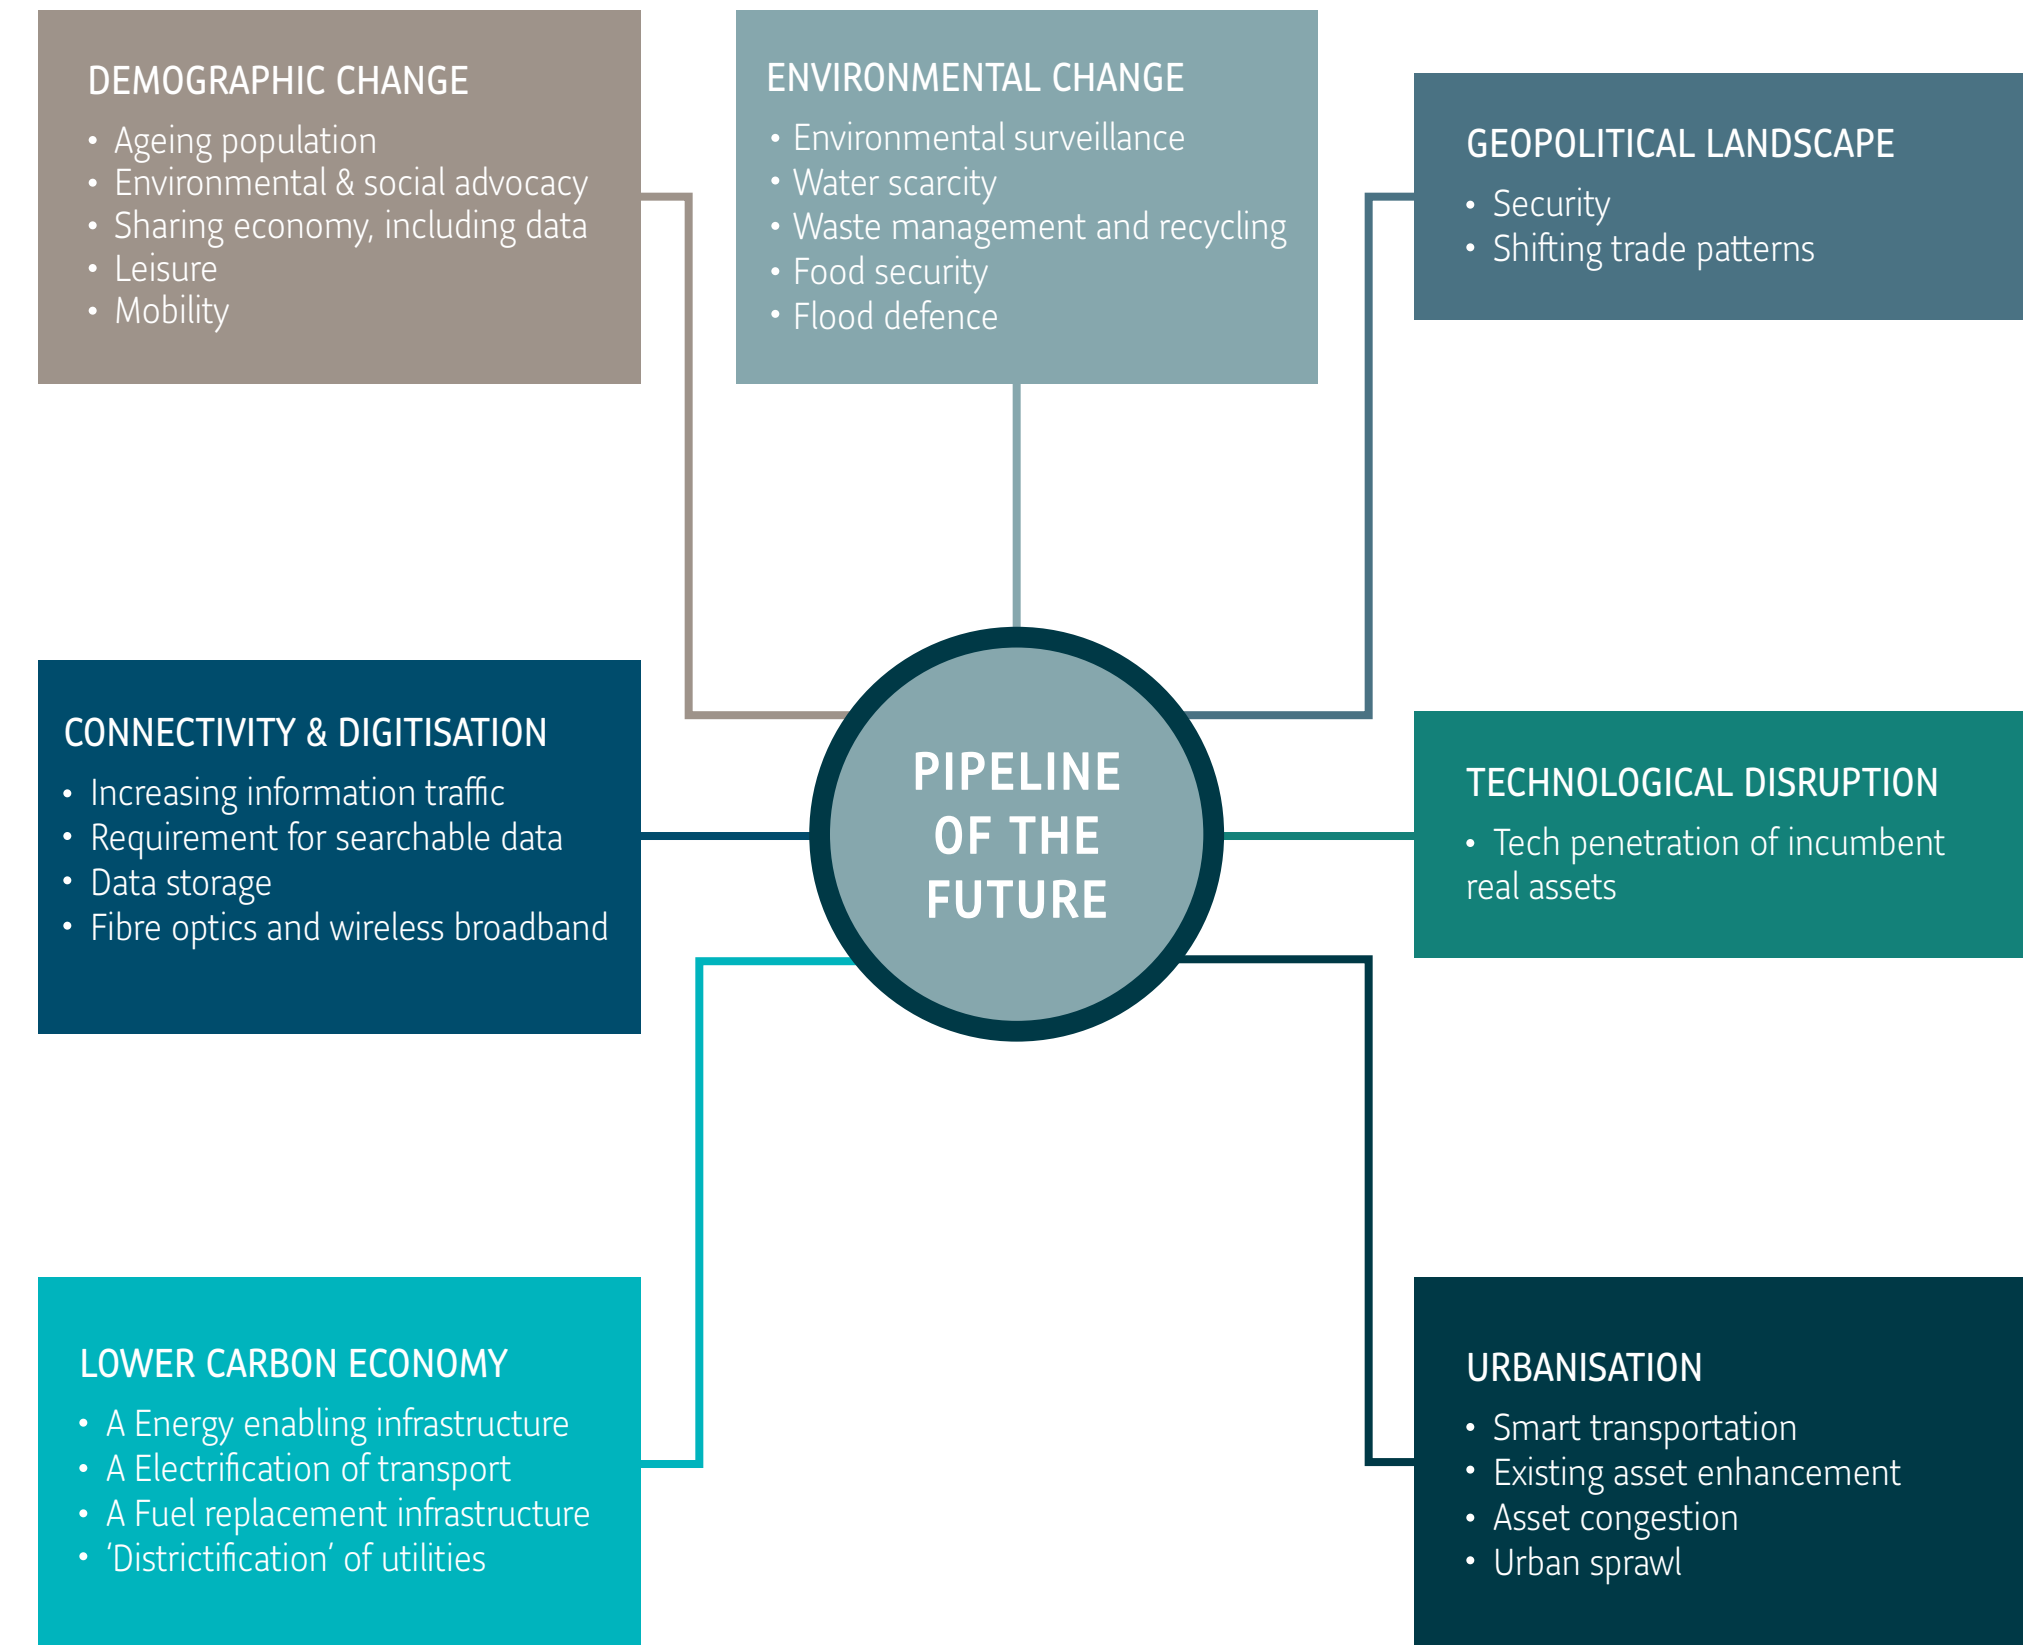 DEMOGRAPHIC CHANGE
• Ageing population
• Environmental & social advocacy
• Sharing economy, including data
• Leisure
• Mobility
ENVIRONMENTAL CHANGE
• Environmental surveillance
• Water scarcity
• Waste management and recycling
• Food security
• Flood defence
GEOPOLITICAL LANDSCAPE
• Security
• Shifting trade patterns
CONNECTIVITY & DIGITISATION
• Increasing information traffic
• Requirement for searchable data
• Data storage
• Fibre optics and wireless broadband
PIPELINE
OF THE
FUTURE
TECHNOLOGICAL DISRUPTION
• Tech penetration of incumbent
real assets
LOWER CARBON ECONOMY
• A Energy enabling infrastructure
• A Electrification of transport
• A Fuel replacement infrastructure
• ‘Districtification’ of utilities
URBANISATION
• Smart transportation
• Existing asset enhancement
• Asset congestion
• Urban sprawl